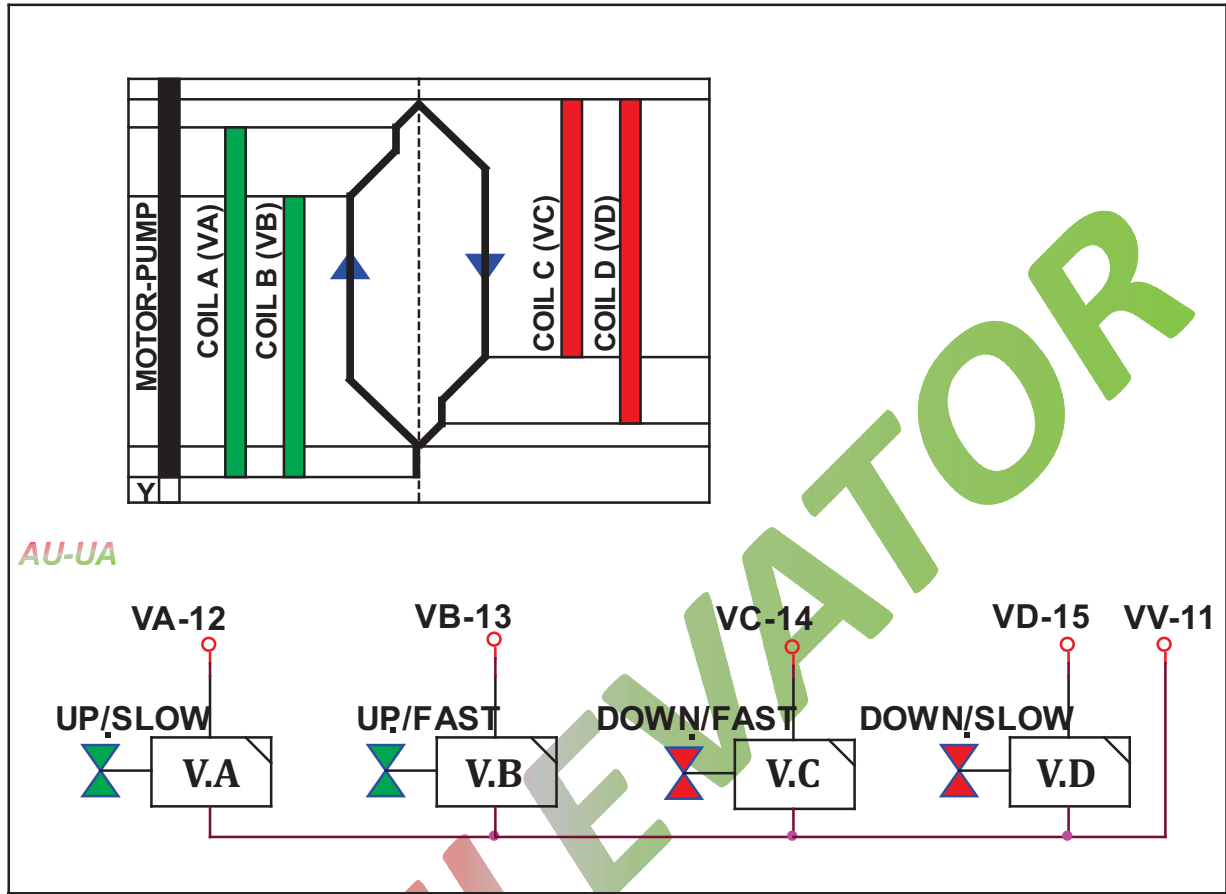 MOTOR-PUMP
COIL A (VA)
COIL B (VB)
COIL C (VC)
COIL D (VD)
Y
AU-UA
VA-12
VB-13
VC-14
VD-15
VV-11
UP/SLOW
UP/FAST
DOWN/FAST
DOWN/SLOW
V.A
V.B
V.C
V.D